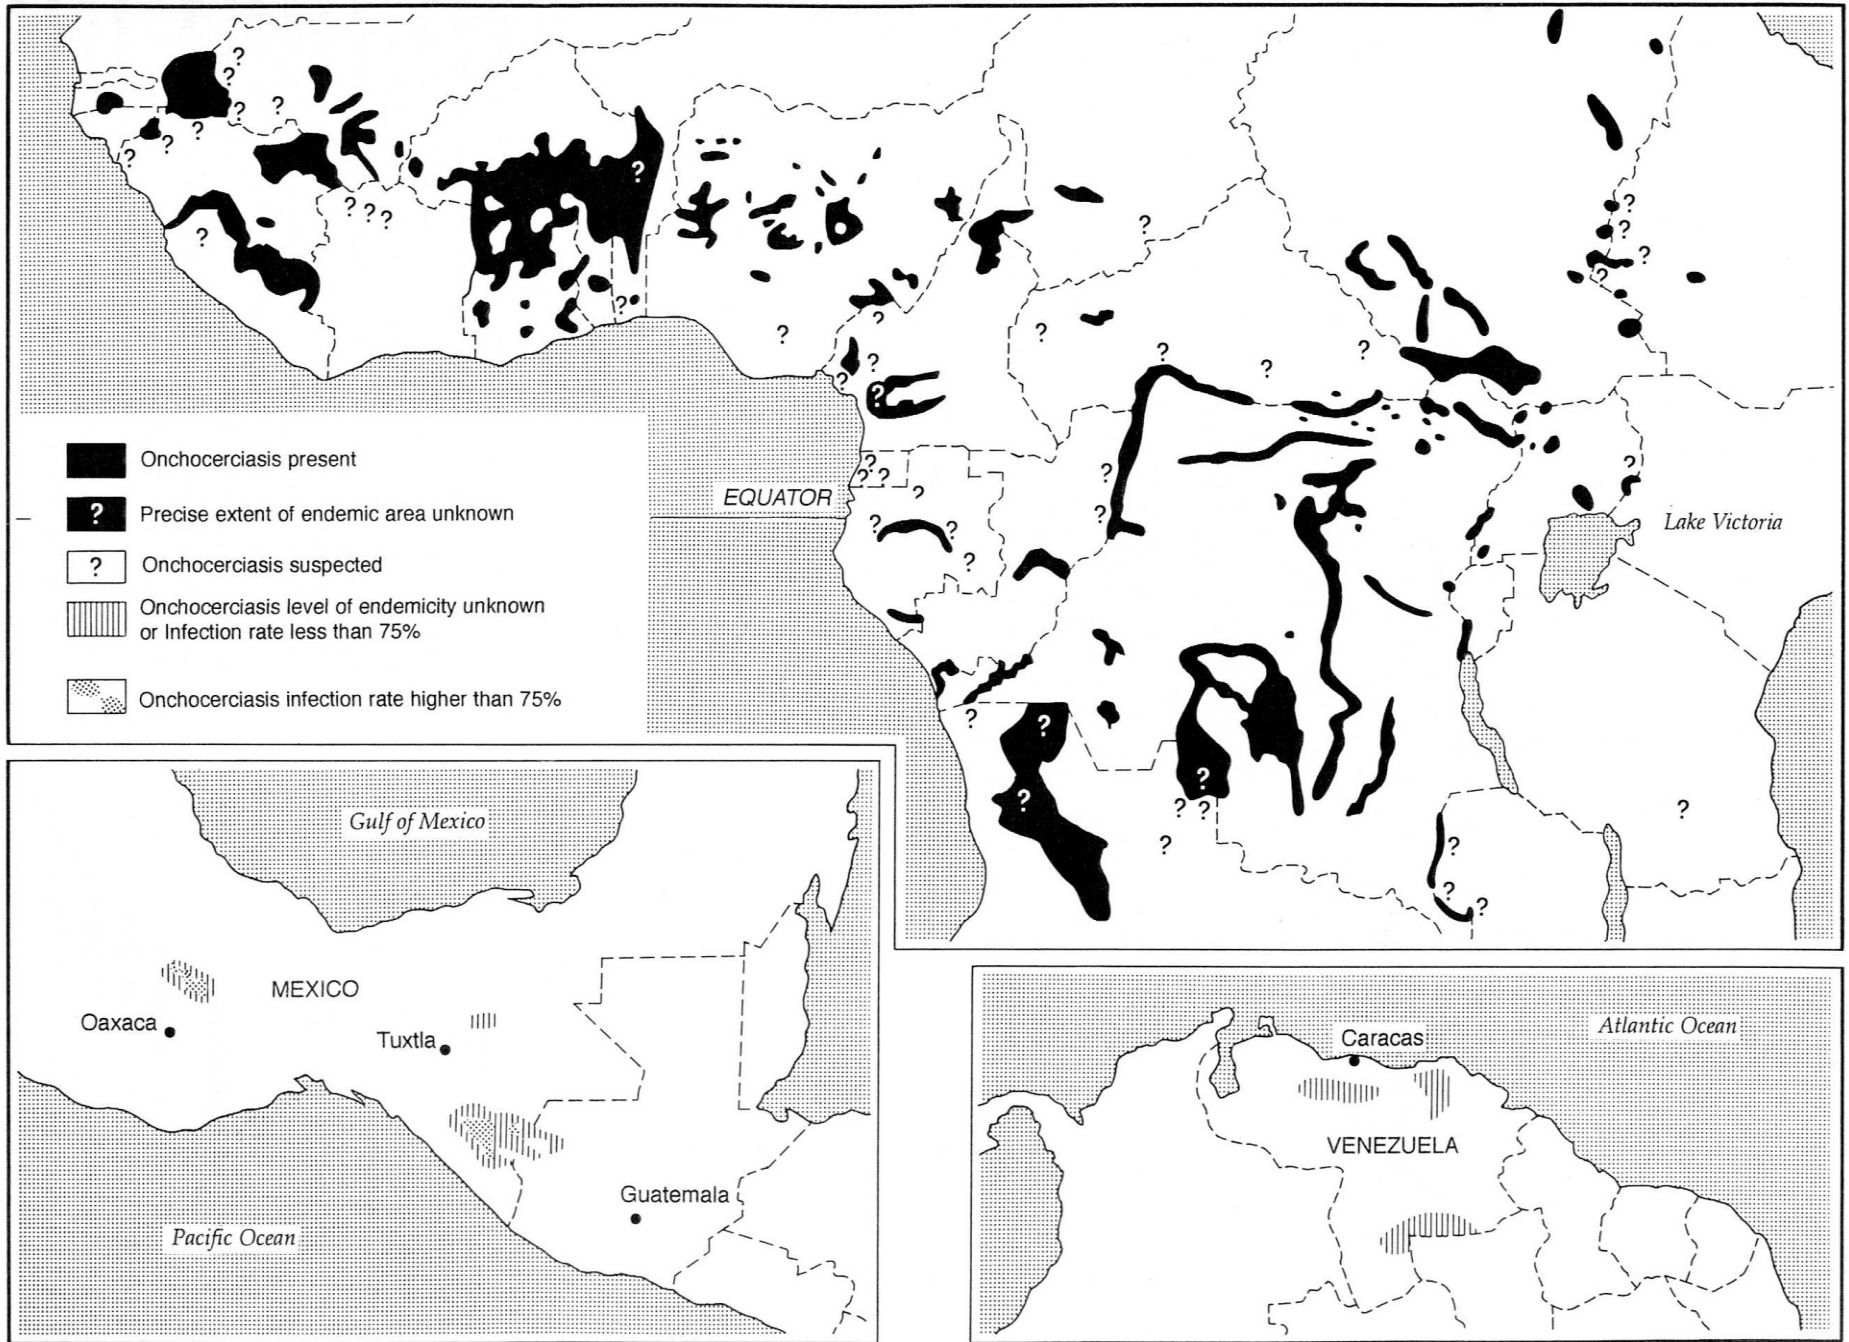 EQUATOR
Lake Victoria
Onchocerciasis present
? Precise extent of endemic area unknown
? Onchocerciasis suspected
Onchocerciasis level of endemicity unknown
or Infection rate less than 75%
Onchocerciasis infection rate higher than 75%
Gulf of Mexico
MEXICO
Oaxaca
Tuxtla
Guatemala
Pacific Ocean
Atlantic Ocean
Caracas
VENEZUELA